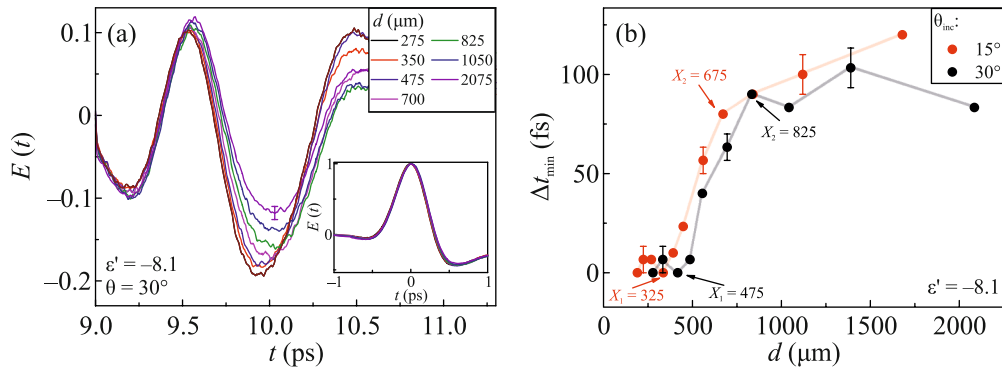 (a)
d (μm)
275
350
475
700
825
1050
2075
0.1
0.0
−0.1
−0.2
E (t)
ε' = −8.1
θ = 30°
1
0
E (t)
−1
0
1
t (ps)
9.0
9.5
10.0
10.5
11.0
t (ps)
(b)
θinc:
15°
30°
100
50
0
Δtmin (fs)
X2 = 675
X2 = 825
X1 = 325
X1 = 475
ε' = −8.1
0
500
1000
1500
2000
d (μm)